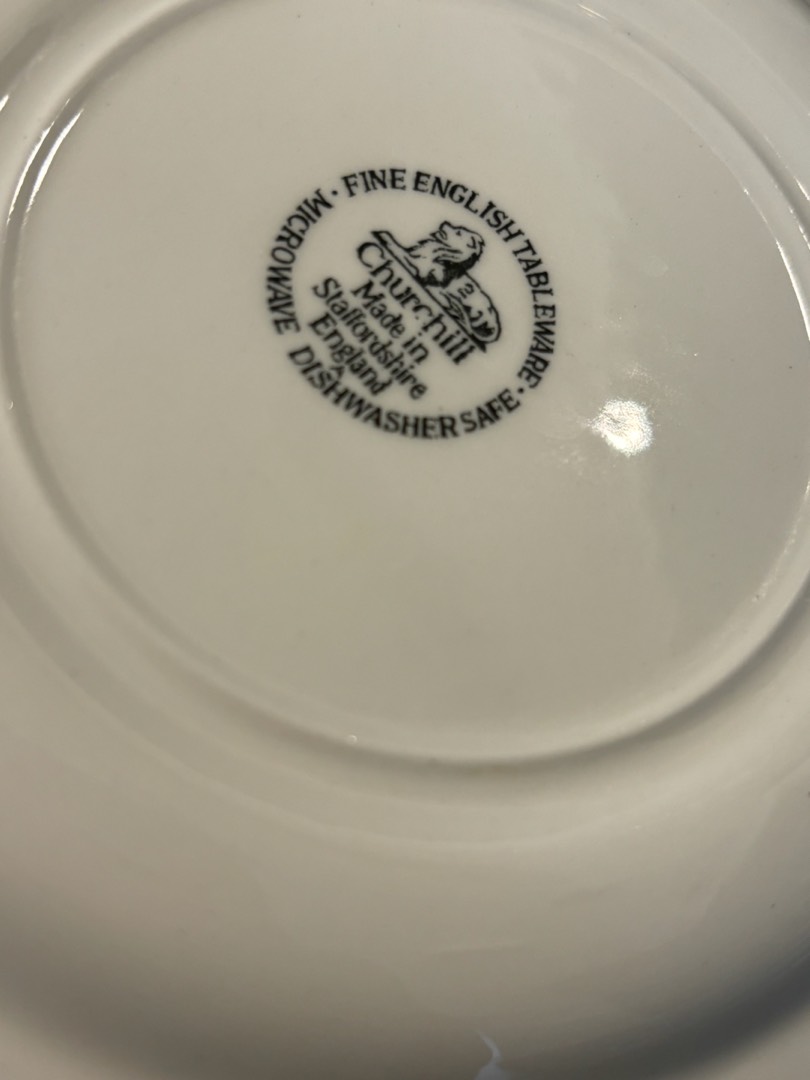 · FINE ENGLISH TABLEWARE ·
MICROWAVE DISHWASHER SAFE
Churchill
Made in
Staffordshire
England